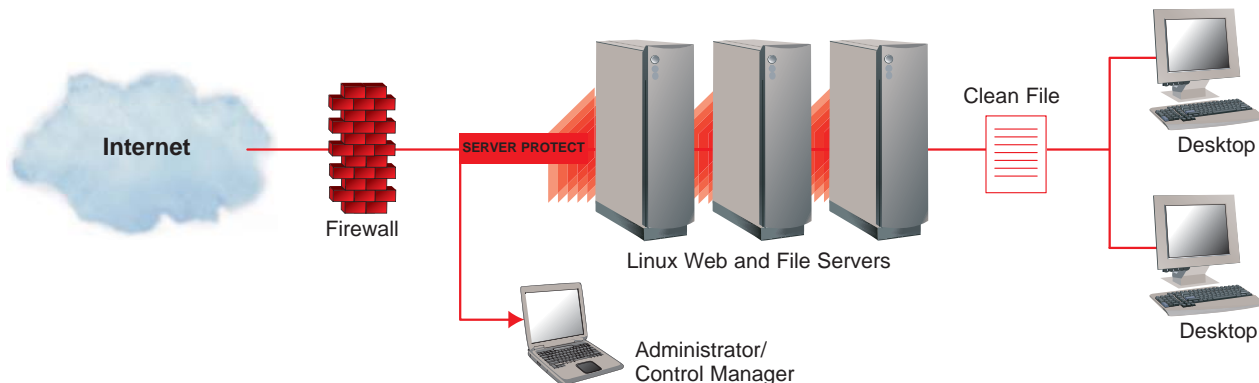 Internet
Firewall
SERVER PROTECT
Linux Web and File Servers
Administrator/
Control Manager
Clean File
Desktop
Desktop